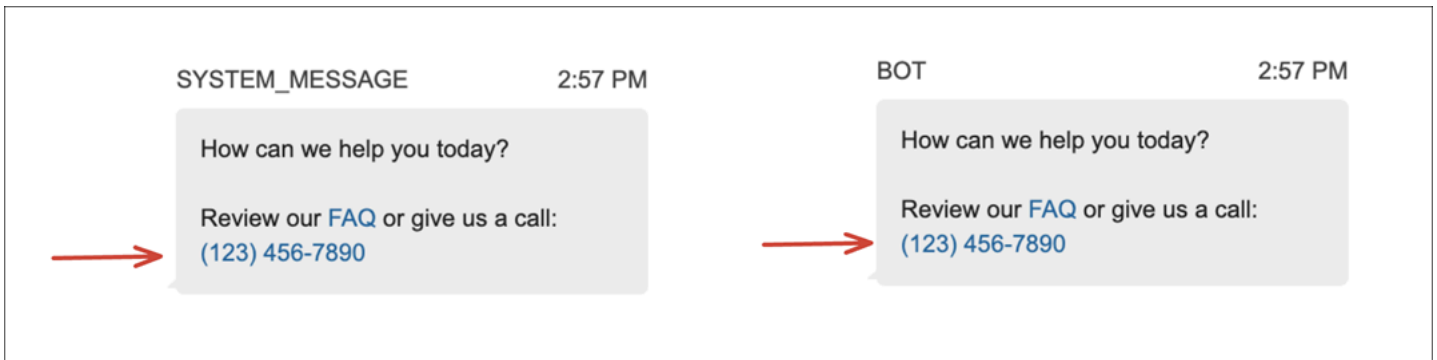 SYSTEM_MESSAGE 2:57 PM
How can we help you today?
Review our FAQ or give us a call:
(123) 456-7890
BOT 2:57 PM
How can we help you today?
Review our FAQ or give us a call:
(123) 456-7890